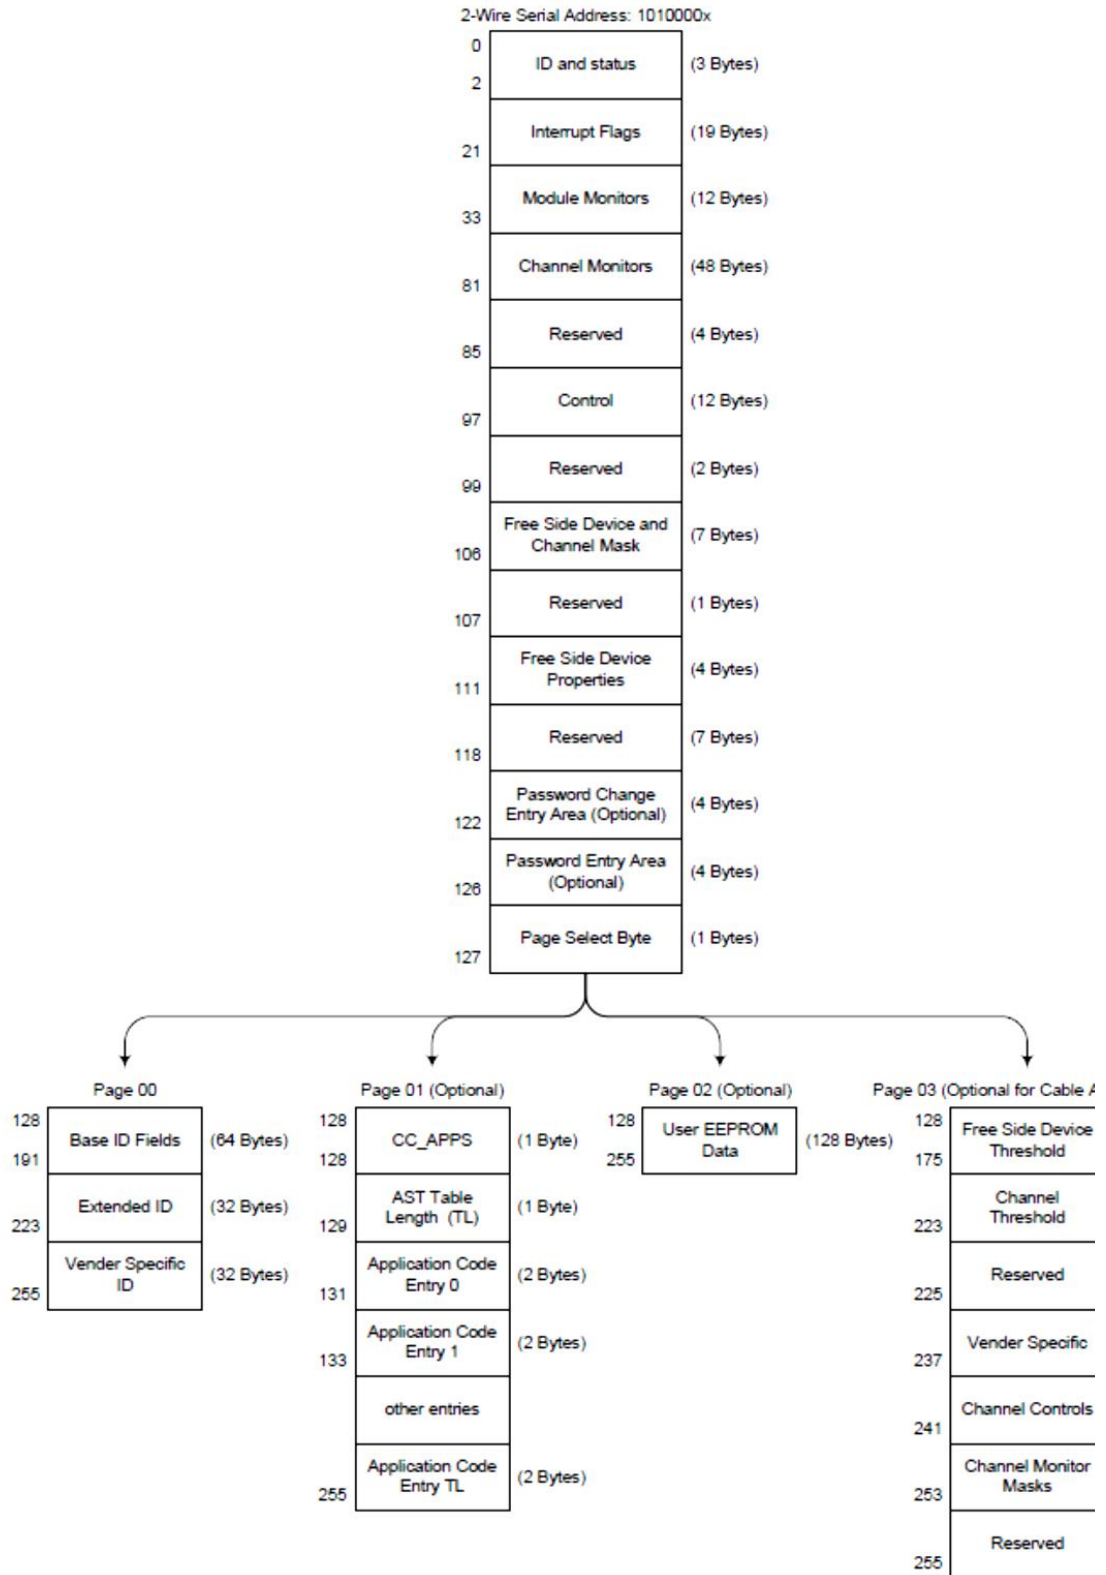 2-Wire Serial Address: 1010000x
0
ID and status
(3 Bytes)
2
Interrupt Flags
(19 Bytes)
21
Module Monitors
(12 Bytes)
33
Channel Monitors
(48 Bytes)
81
Reserved
(4 Bytes)
85
Control
(12 Bytes)
97
Reserved
(2 Bytes)
99
Free Side Device and
Channel Mask
(7 Bytes)
106
Reserved
(1 Bytes)
107
Free Side Device
Properties
(4 Bytes)
111
Reserved
(7 Bytes)
118
Password Change
Entry Area (Optional)
(4 Bytes)
122
Password Entry Area
(Optional)
(4 Bytes)
126
Page Select Byte
(1 Bytes)
127
Page 00
128
Base ID Fields
(64 Bytes)
191
Extended ID
(32 Bytes)
223
Vender Specific
ID
(32 Bytes)
255
Page 01 (Optional)
128
CC_APPS
(1 Byte)
128
AST Table
Length (TL)
(1 Byte)
129
Application Code
Entry 0
(2 Bytes)
131
Application Code
Entry 1
(2 Bytes)
133
other entries
Application Code
Entry TL
(2 Bytes)
255
Page 02 (Optional)
128
User EEPROM
Data
(128 Bytes)
255
Page 03 (Optional for Cable A
128
Free Side Device
Threshold
175
Channel
Threshold
223
Reserved
225
Vender Specific
237
Channel Controls
241
Channel Monitor
Masks
253
Reserved
255